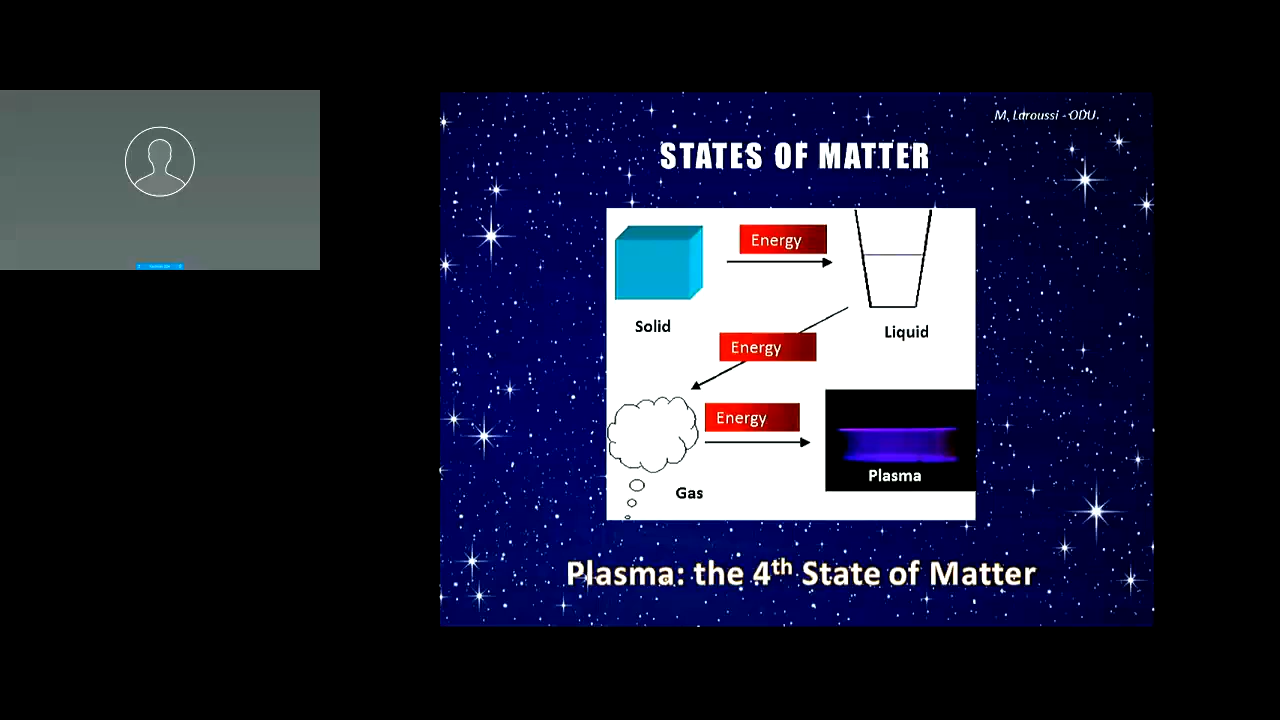 M. Laroussi - ODU
STATES OF MATTER
Energy
Solid
Liquid
Energy
Energy
Gas
Plasma
Plasma: the 4th State of Matter